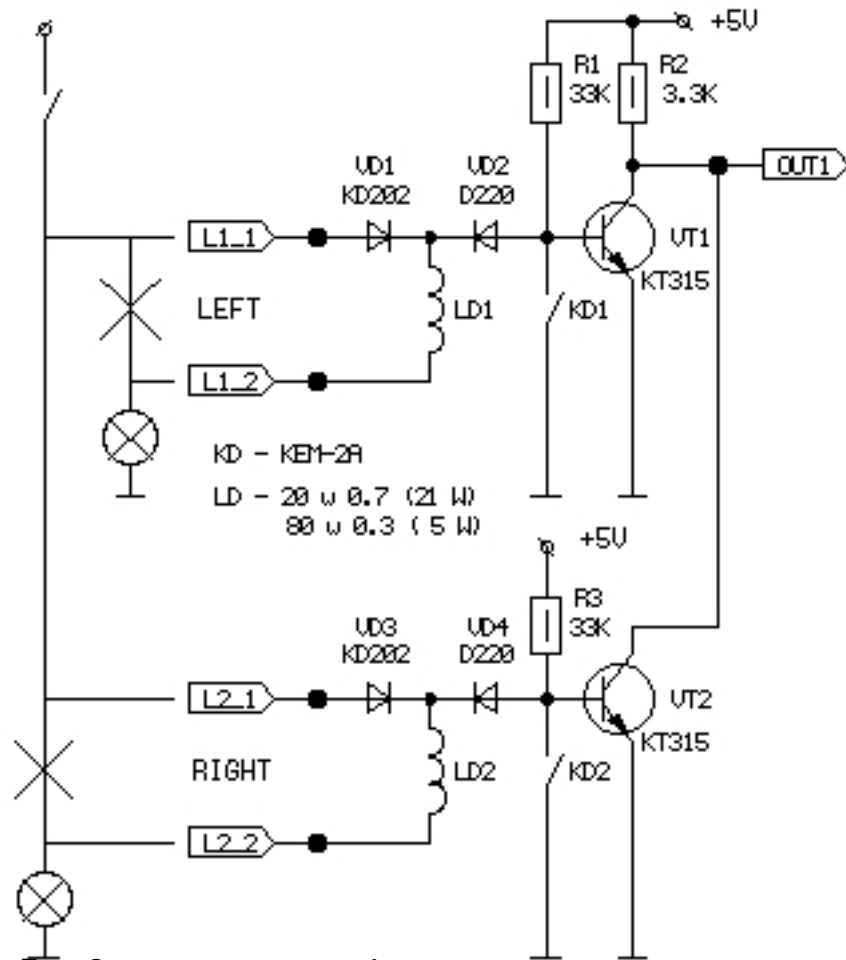 +5V
R1
33K
R2
3.3K
VD1
KD202
VD2
D220
OUT1
L1_1
VT1
KT315
LEFT
LD1
KD1
L1_2
KD - KEM-2A
LD - 20 w 0.7 (21 W)
80 w 0.3 ( 5 W)
+5V
R3
33K
VD3
KD202
VD4
D220
L2_1
VT2
KT315
RIGHT
LD2
KD2
L2_2